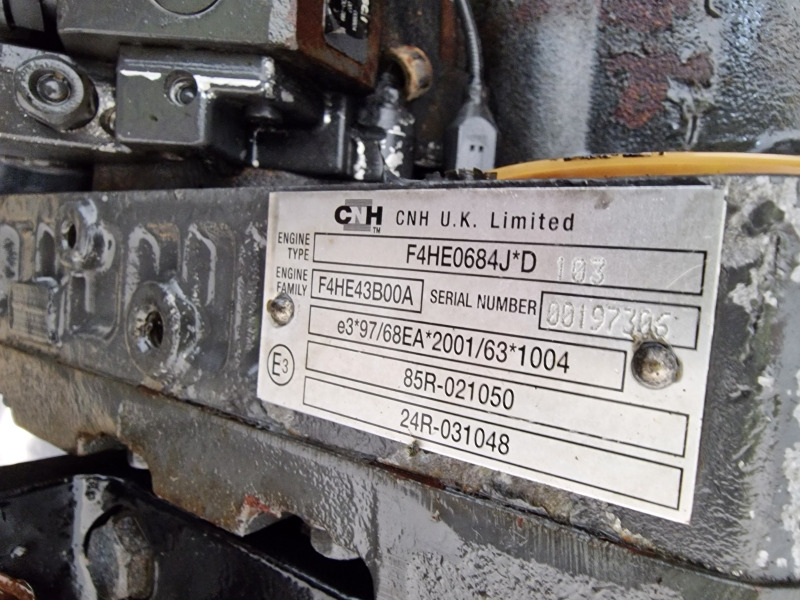 CNH CNH U.K. Limited
TM
ENGINE TYPE F4HE0684J*D 103
ENGINE FAMILY F4HE43B00A SERIAL NUMBER 00197306
e3*97/68EA*2001/63*1004
E3 85R-021050
24R-031048